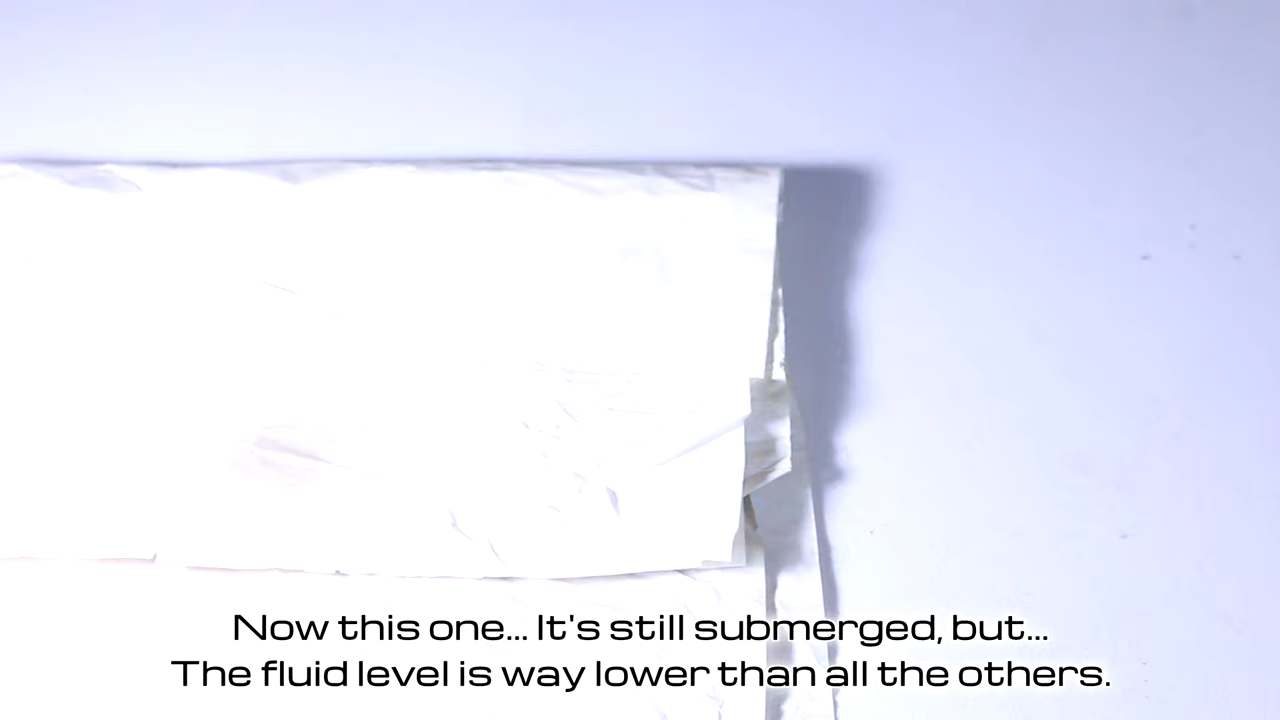 Now this one... It's still submerged, but...
The fluid level is way lower than all the others.